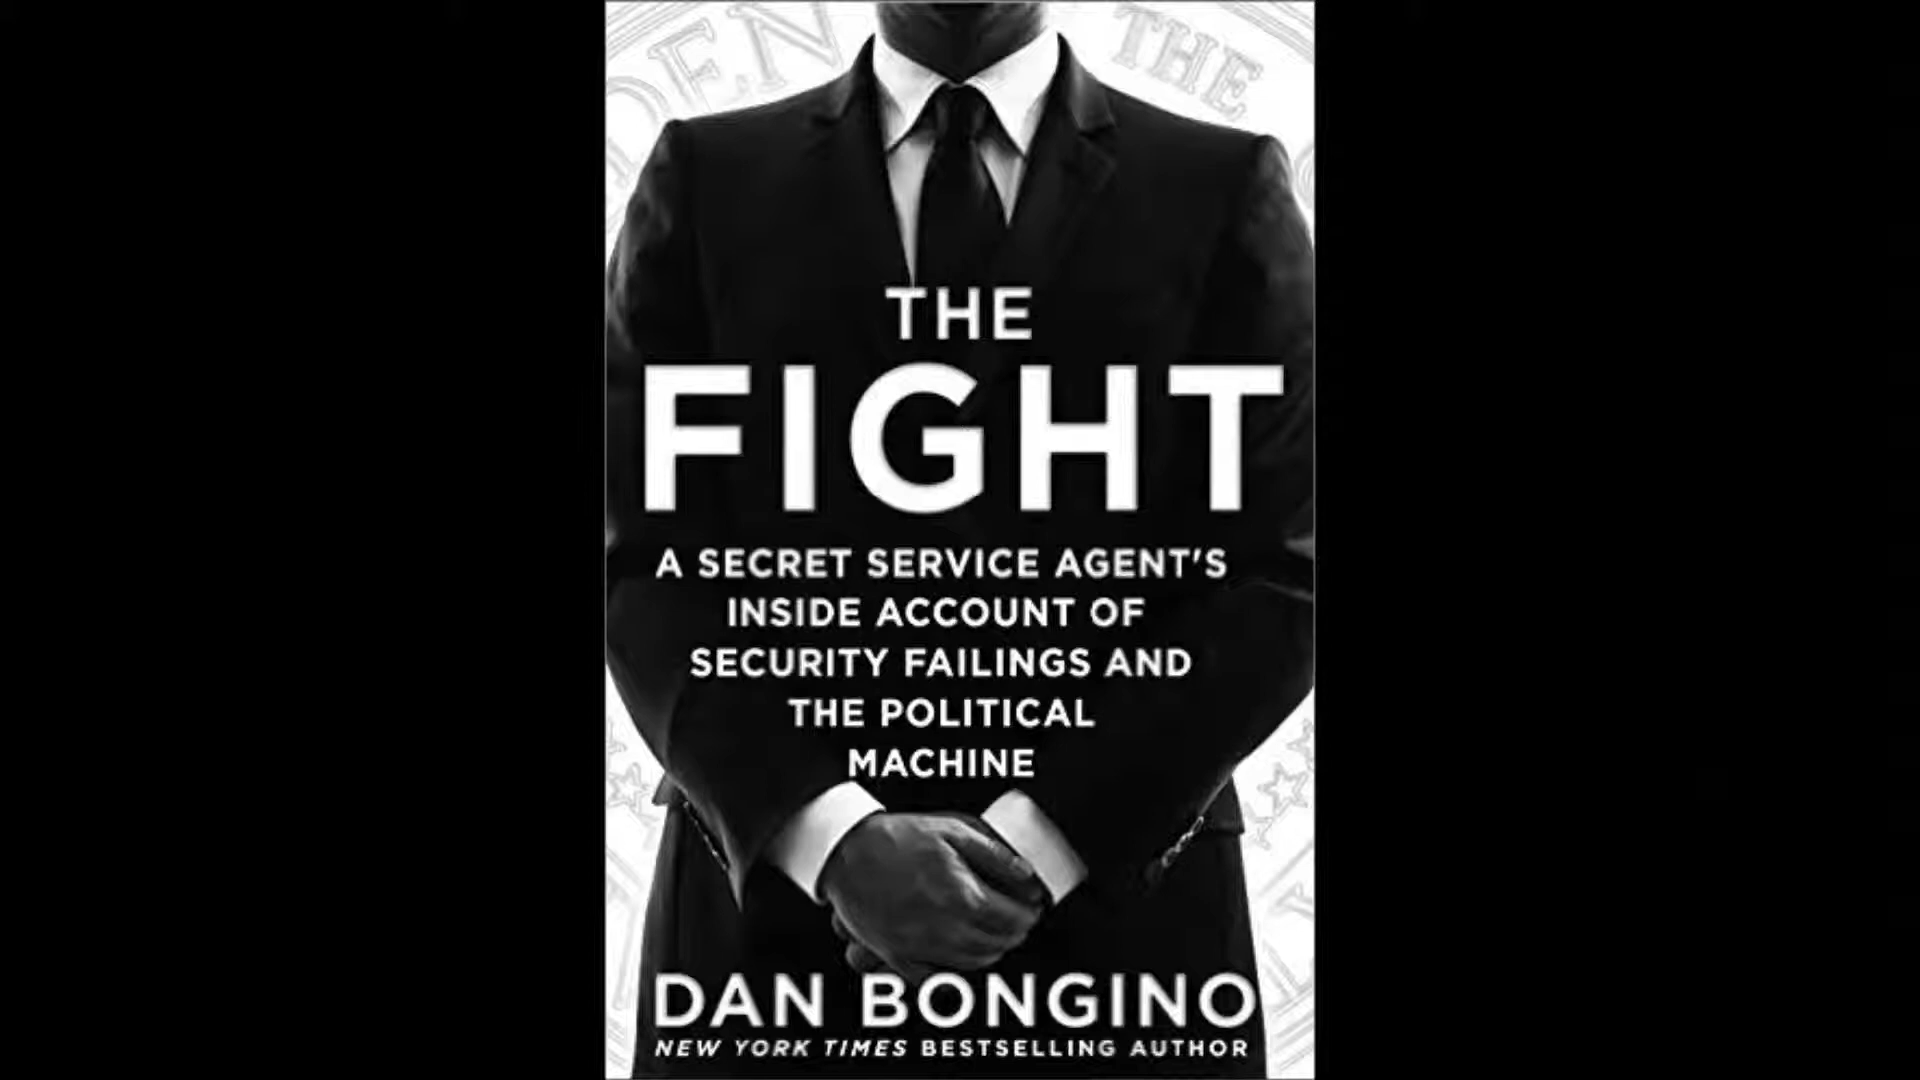 THE
THE
FIGHT
A SECRET SERVICE AGENT'S
INSIDE ACCOUNT OF
SECURITY FAILINGS AND
THE POLITICAL
MACHINE
DAN BONGINO
NEW YORK TIMES BESTSELLING AUTHOR